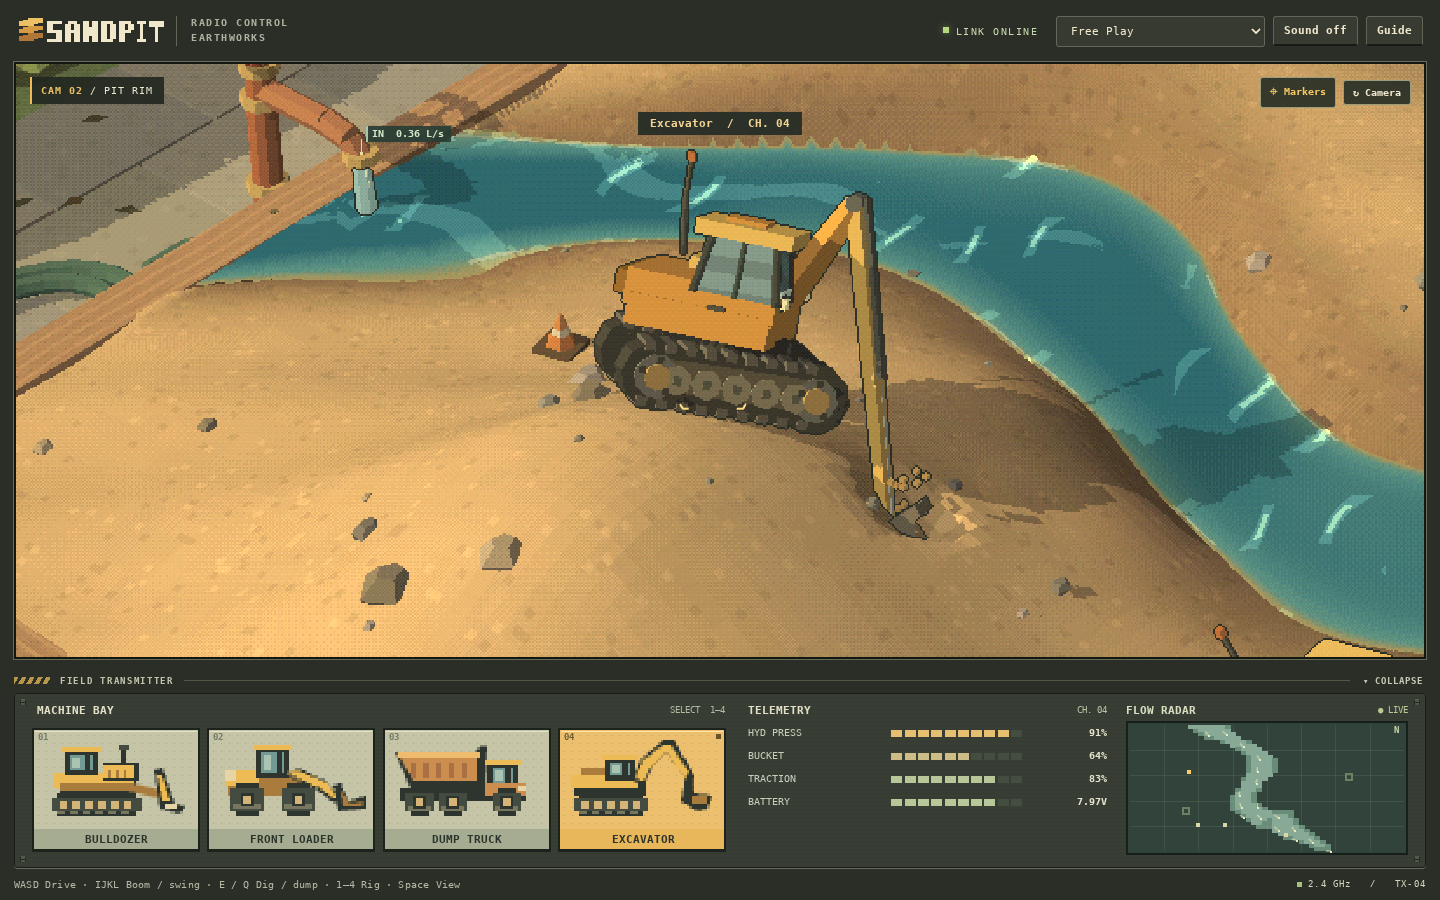 SANDPIT
RADIO CONTROL
EARTHWORKS
LINK ONLINE
Free Play
Sound off
Guide
CAM 02 / PIT RIM
Markers
↻ Camera
Excavator / CH. 04
IN 0.36 L/s
FIELD TRANSMITTER
▾ COLLAPSE
MACHINE BAY
SELECT 1–4
01
BULLDOZER
02
FRONT LOADER
03
DUMP TRUCK
04
EXCAVATOR
TELEMETRY
CH. 04
HYD PRESS 91%
BUCKET 64%
TRACTION 83%
BATTERY 7.97V
FLOW RADAR
● LIVE
N
WASD Drive · IJKL Boom / swing · E / Q Dig / dump · 1–4 Rig · Space View
2.4 GHz / TX-04